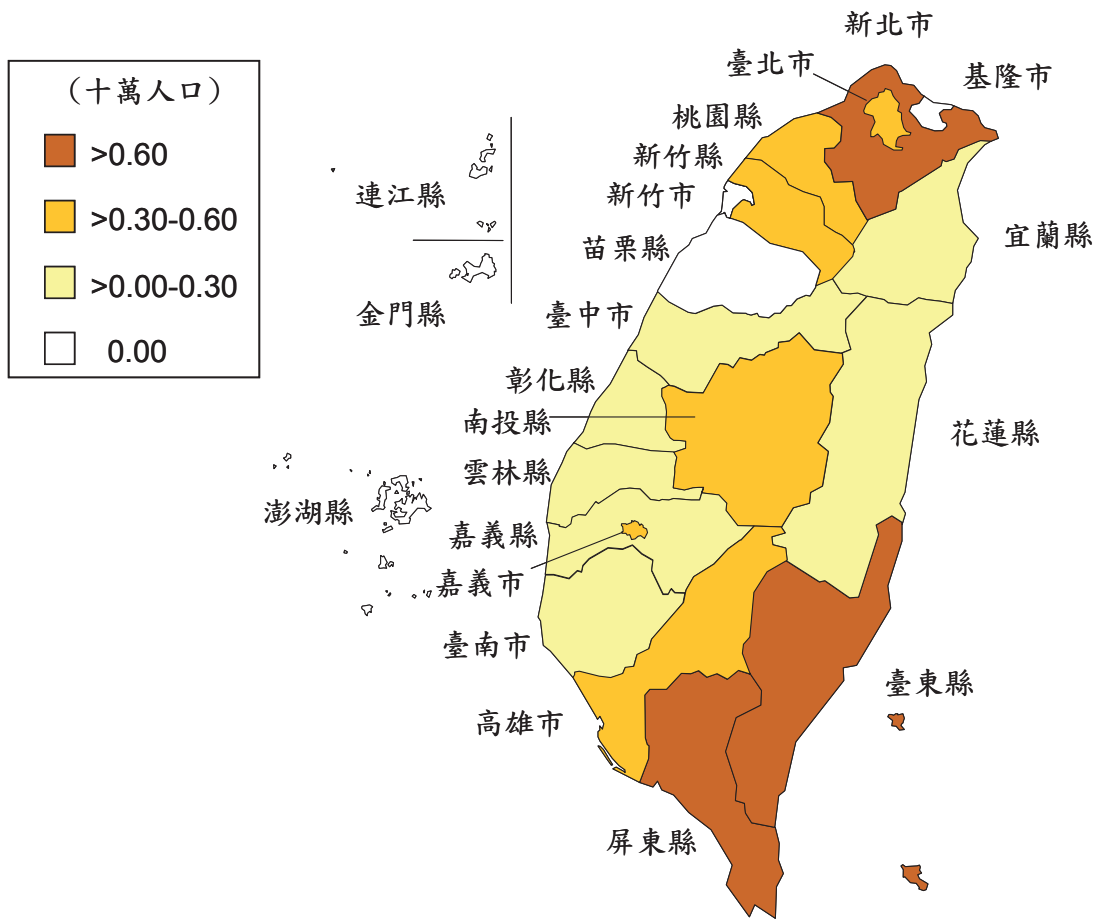 （十萬人口）
>0.60
>0.30-0.60
>0.00-0.30
0.00
新北市
臺北市
基隆市
桃園縣
新竹縣
新竹市
連江縣
苗栗縣
宜蘭縣
金門縣
臺中市
彰化縣
南投縣
花蓮縣
雲林縣
澎湖縣
嘉義縣
嘉義市
臺南市
臺東縣
高雄市
屏東縣